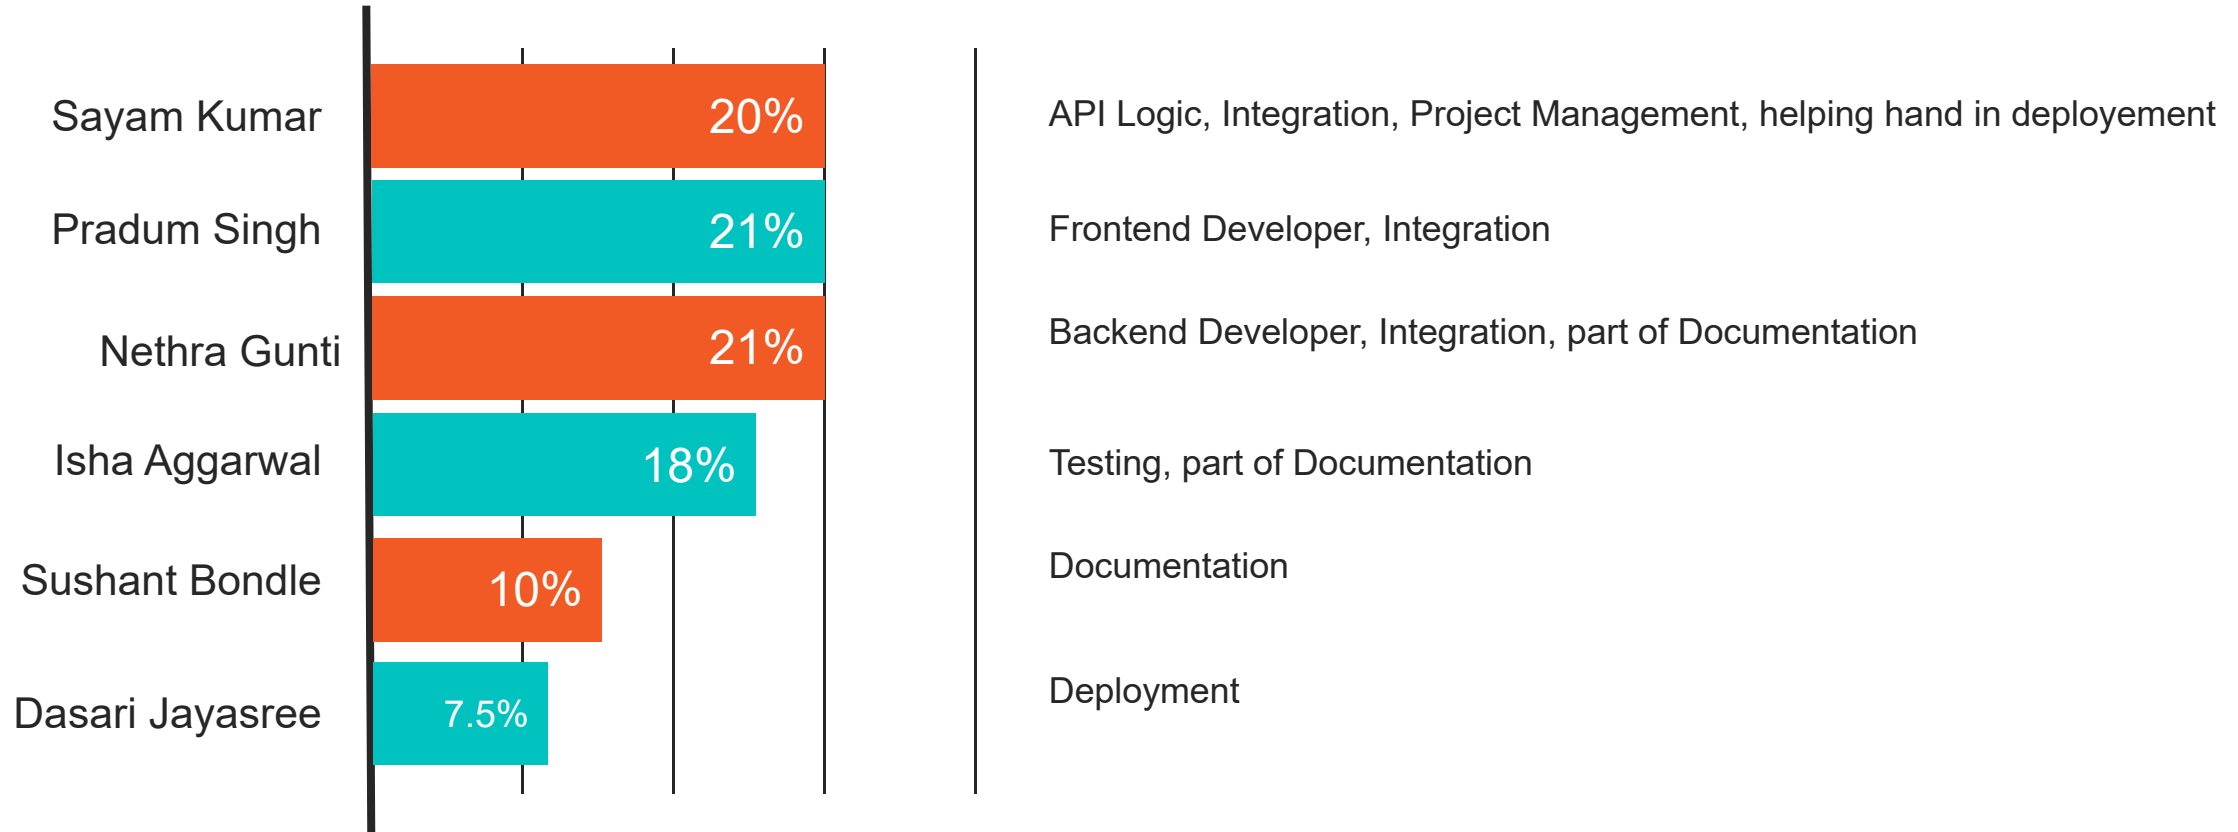 Sayam Kumar 20% API Logic, Integration, Project Management, helping hand in deployement
Pradum Singh 21% Frontend Developer, Integration
Nethra Gunti 21% Backend Developer, Integration, part of Documentation
Isha Aggarwal 18% Testing, part of Documentation
Sushant Bondle 10% Documentation
Dasari Jayasree 7.5% Deployment